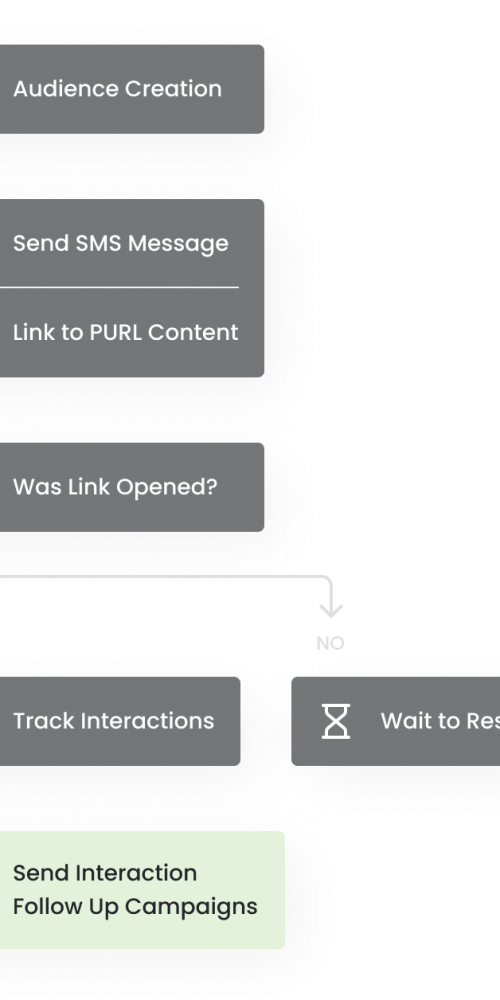 Audience Creation
Send SMS Message
Link to PURL Content
Was Link Opened?
NO
Track Interactions
Wait to Res
Send Interaction
Follow Up Campaigns